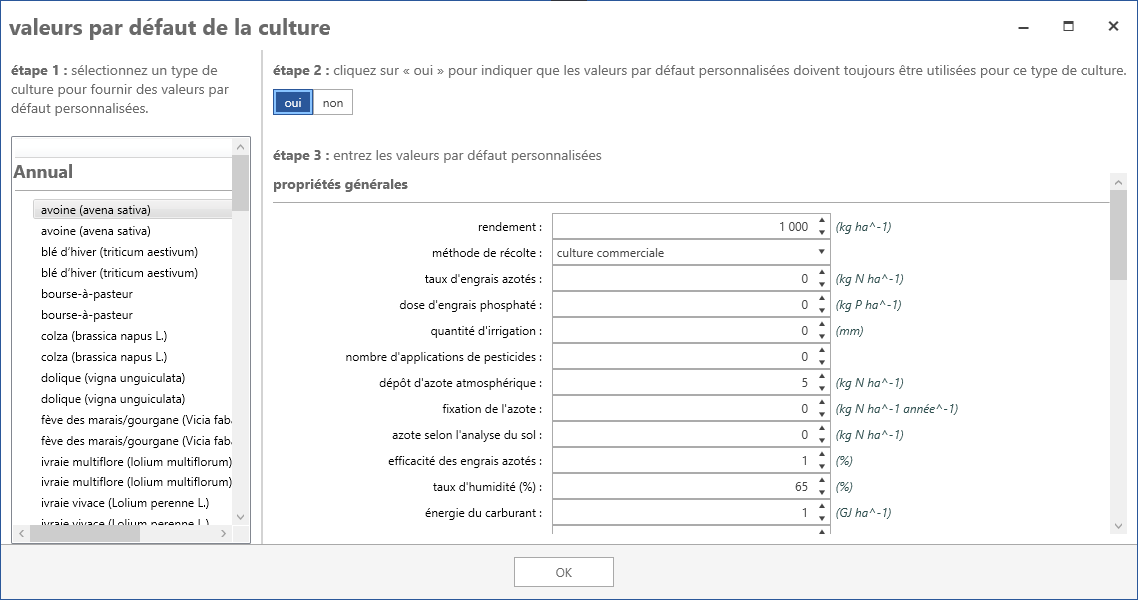 valeurs par défaut de la culture
étape 1 : sélectionnez un type de
culture pour fournir des valeurs par
défaut personnalisées.
Annual
avoine (avena sativa)
avoine (avena sativa)
blé d'hiver (triticum aestivum)
blé d'hiver (triticum aestivum)
bourse-à-pasteur
bourse-à-pasteur
colza (brassica napus L.)
colza (brassica napus L.)
dolique (vigna unguiculata)
dolique (vigna unguiculata)
fève des marais/gourgane (Vicia faba
fève des marais/gourgane (Vicia faba
ivraie multiflore (lolium multiflorum)
ivraie multiflore (lolium multiflorum)
ivraie vivace (Lolium perenne L.)
ivraie vivace (Lolium perenne L.)
étape 2 : cliquez sur « oui » pour indiquer que les valeurs par défaut personnalisées doivent toujours être utilisées pour ce type de culture.
oui non
étape 3 : entrez les valeurs par défaut personnalisées
propriétés générales
rendement : 1 000 (kg ha^-1)
méthode de récolte : culture commerciale
taux d'engrais azotés : 0 (kg N ha^-1)
dose d'engrais phosphaté : 0 (kg P ha^-1)
quantité d'irrigation : 0 (mm)
nombre d'applications de pesticides : 0
dépôt d'azote atmosphérique : 5 (kg N ha^-1)
fixation de l'azote : 0 (kg N ha^-1 année^-1)
azote selon l'analyse du sol : 0 (kg N ha^-1)
efficacité des engrais azotés : 1 (%)
taux d'humidité (%) : 65 (%)
énergie du carburant : 1 (GJ ha^-1)
OK